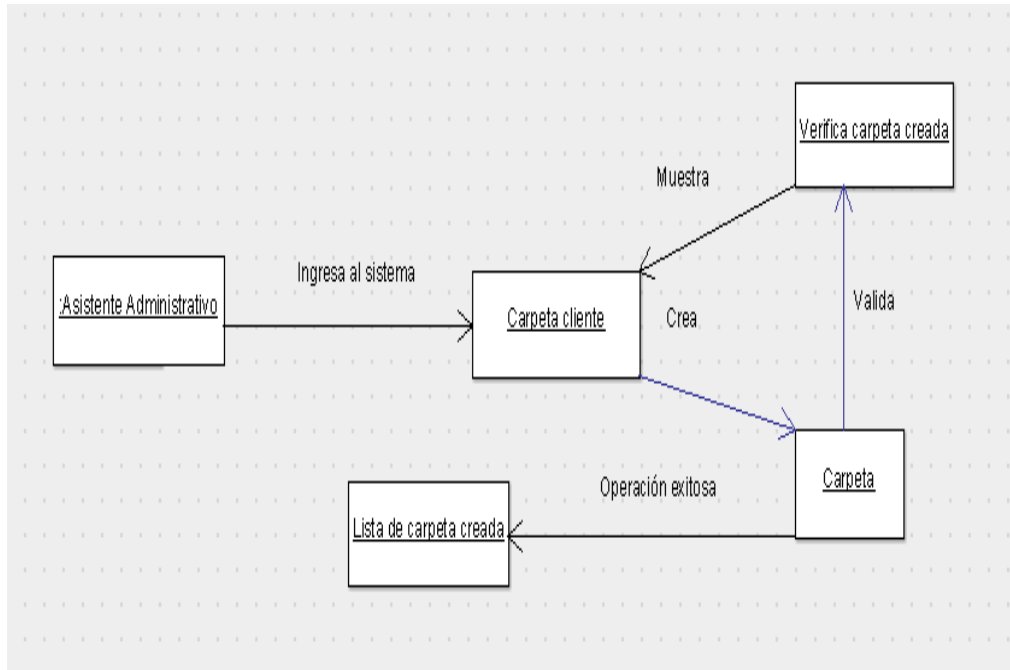 Verifica carpeta creada
Muestra
Ingresa al sistema
:Asistente Administrativo
Carpeta cliente
Crea
Valida
Carpeta
Operación exitosa
Lista de carpeta creada